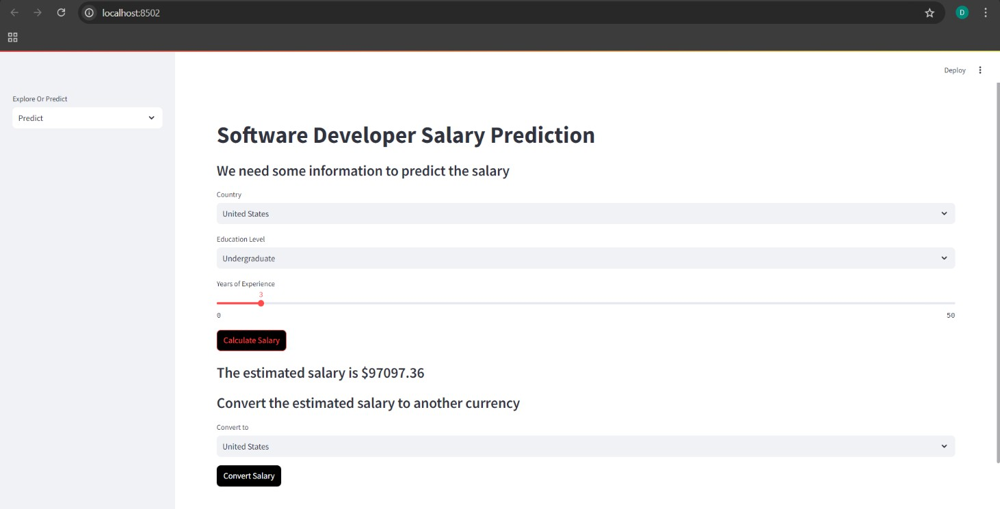 localhost:8502
D
Deploy
Explore Or Predict
Predict
Software Developer Salary Prediction
We need some information to predict the salary
Country
United States
Education Level
Undergraduate
Years of Experience
3
0 50
Calculate Salary
The estimated salary is $97097.36
Convert the estimated salary to another currency
Convert to
United States
Convert Salary